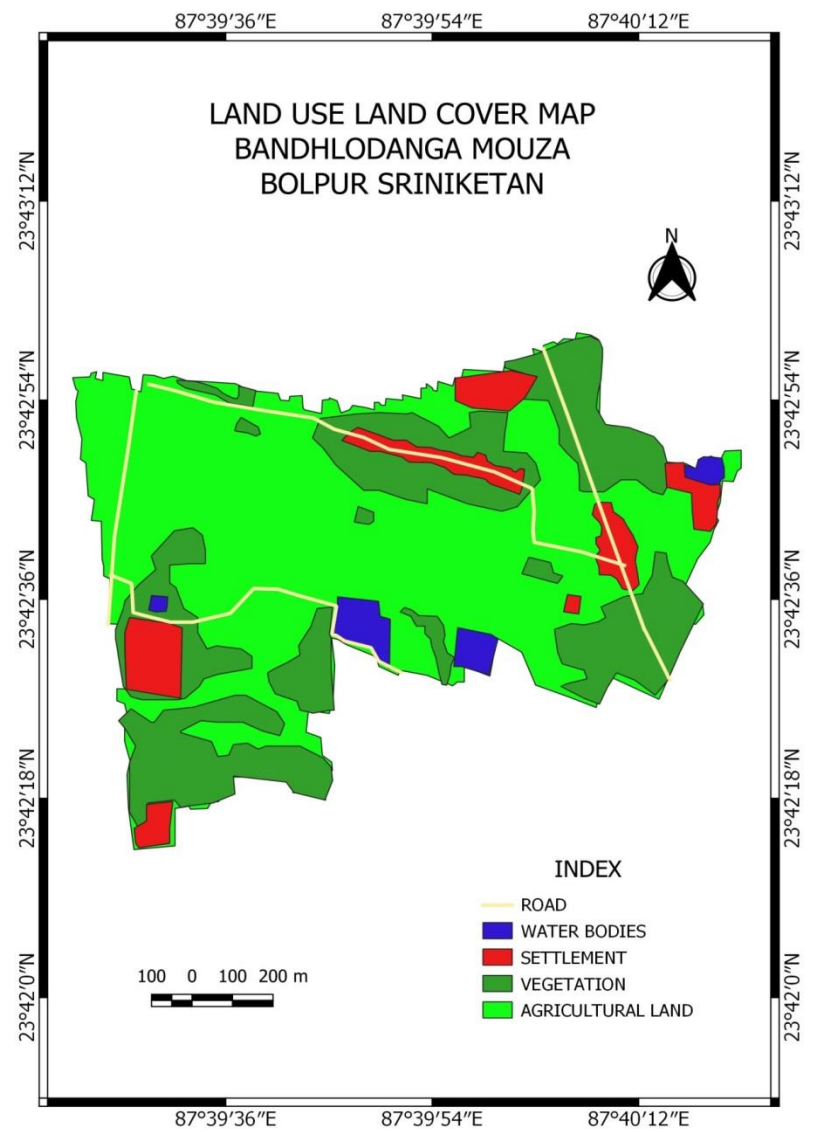 87°39′36″E 87°39′54″E 87°40′12″E
LAND USE LAND COVER MAP
BANDHLODANGA MOUZA
BOLPUR SRINIKETAN
23°43′12″N 23°43′12″N
N
23°42′54″N 23°42′54″N
23°42′36″N 23°42′36″N
23°42′18″N 23°42′18″N
INDEX
ROAD
WATER BODIES
SETTLEMENT
VEGETATION
AGRICULTURAL LAND
100 0 100 200 m
23°42′0″N 23°42′0″N
87°39′36″E 87°39′54″E 87°40′12″E